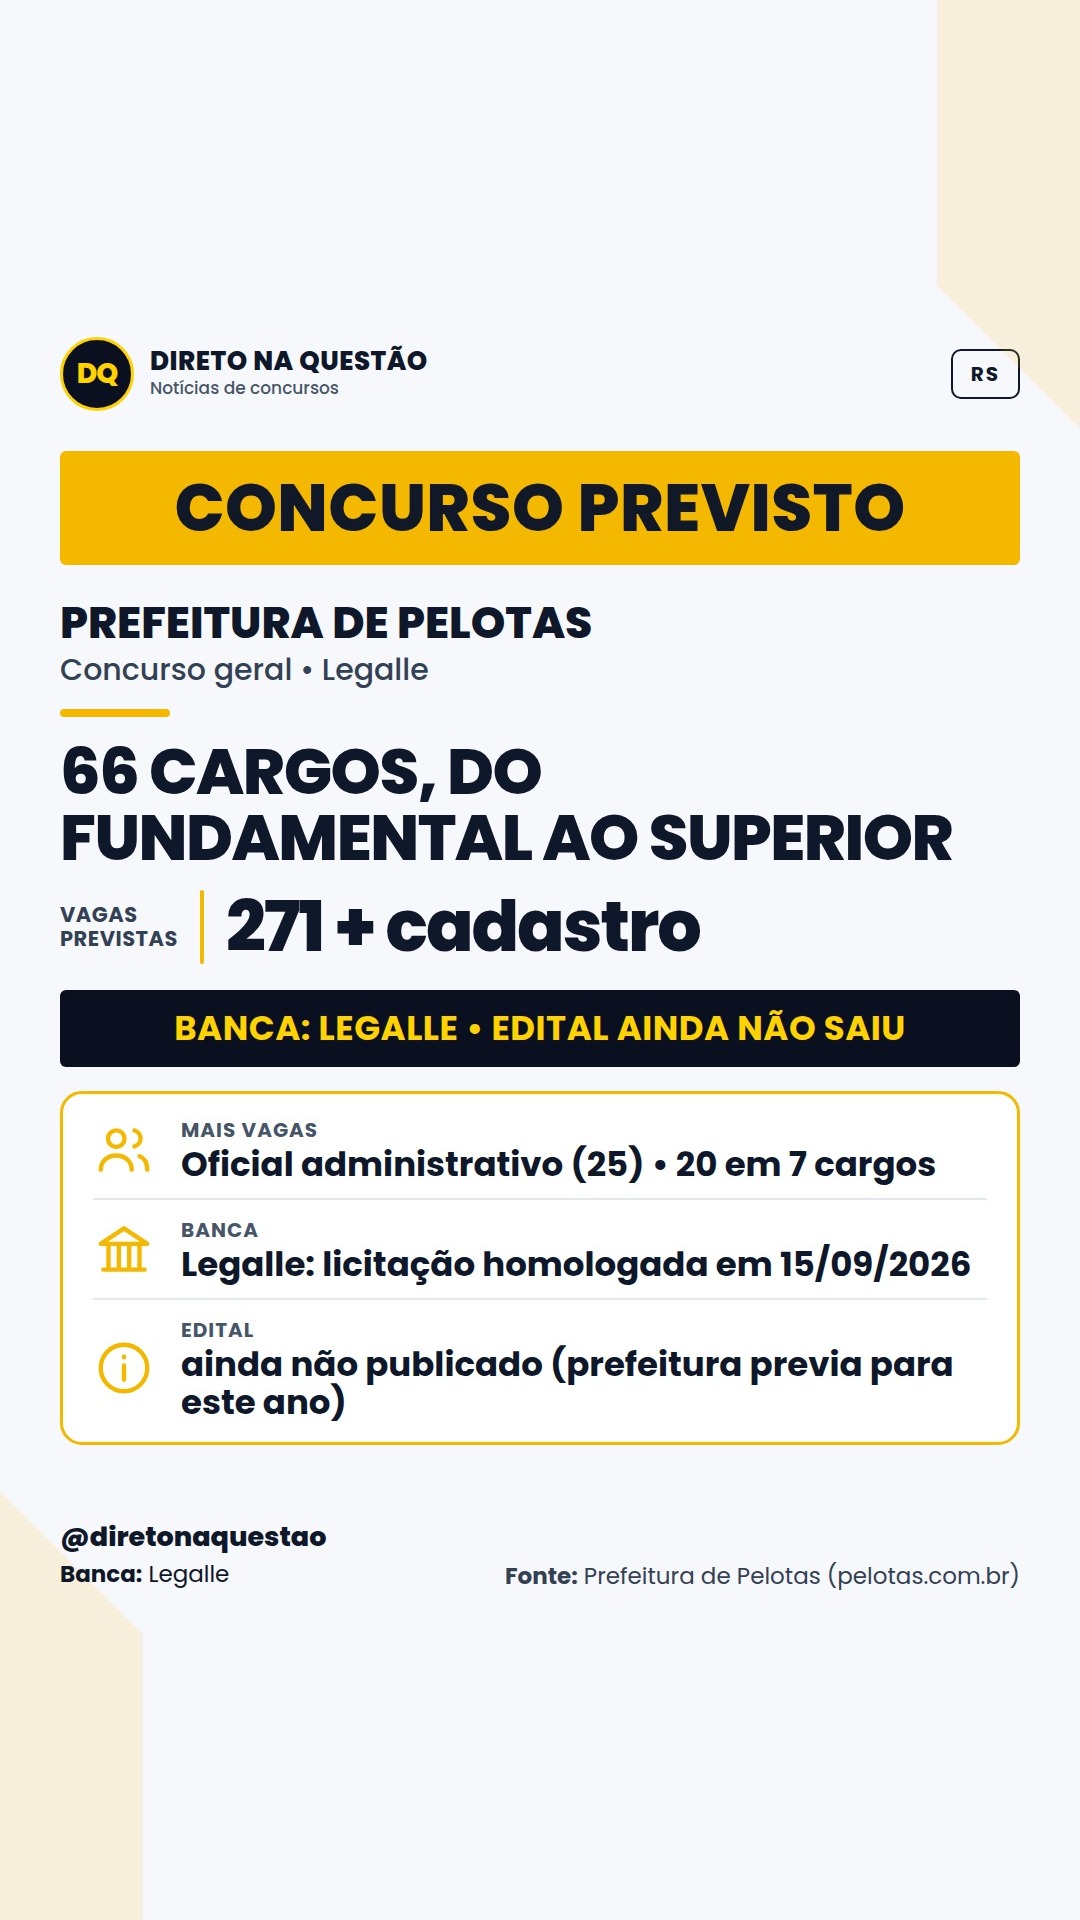 DQ
DIRETO NA QUESTÃO
Notícias de concursos
RS
CONCURSO PREVISTO
PREFEITURA DE PELOTAS
Concurso geral • Legalle
66 CARGOS, DO
FUNDAMENTAL AO SUPERIOR
VAGAS
PREVISTAS
271 + cadastro
BANCA: LEGALLE • EDITAL AINDA NÃO SAIU
MAIS VAGAS
Oficial administrativo (25) • 20 em 7 cargos
BANCA
Legalle: licitação homologada em 15/09/2026
EDITAL
ainda não publicado (prefeitura previa para
este ano)
@diretonaquestao
Banca: Legalle
Fonte: Prefeitura de Pelotas (pelotas.com.br)